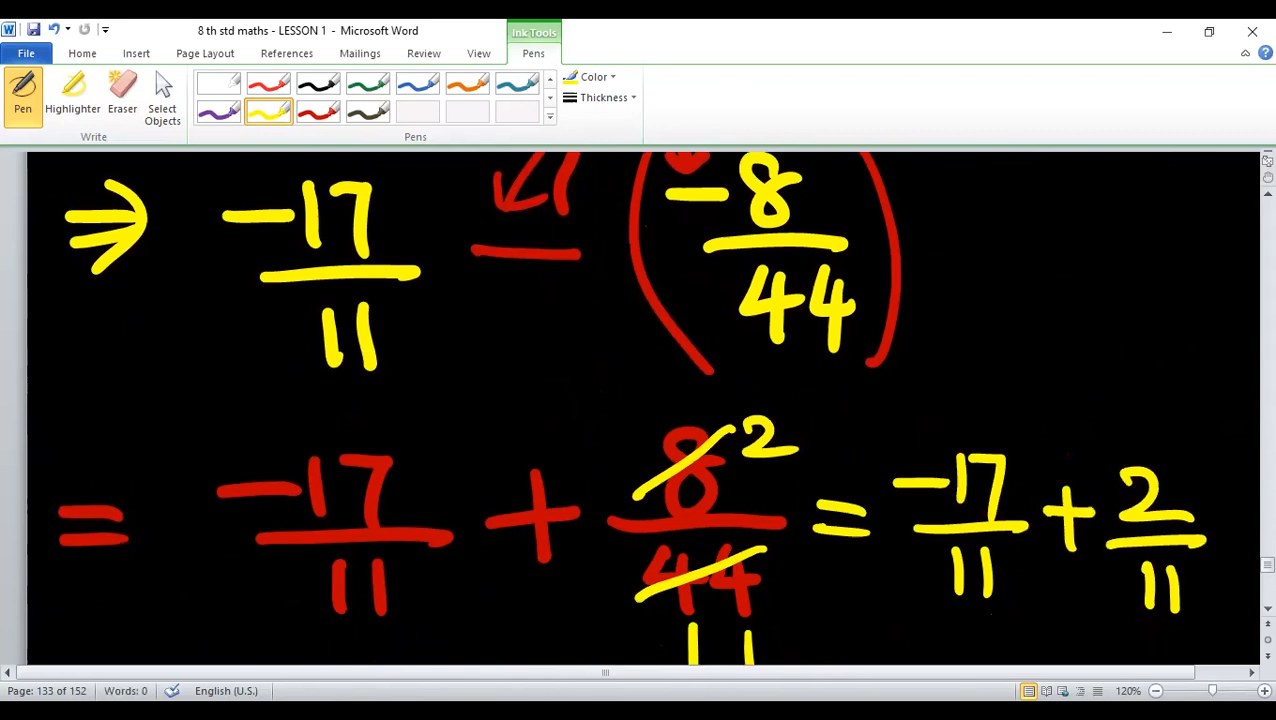 8 th std maths - LESSON 1 - Microsoft Word
Ink Tools
File Home Insert Page Layout References Mailings Review View Pens
Pen Highlighter Eraser Select Objects
Color
Thickness
Write Pens
⇒ -17/11 - (-8/44)
= -17/11 + 8/44 = -17/11 + 2/11
2
11
Page: 133 of 152 Words: 0 English (U.S.) 120%